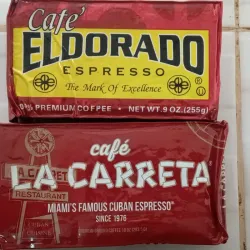 Café
ELDORADO
ESPRESSO
The Mark Of Excellence
PREMIUM COFFEE • NET WT. 9 OZ (255g)
café
LA CARRETA
RESTAURANT
MIAMI'S FAMOUS CUBAN ESPRESSO
SINCE 1976